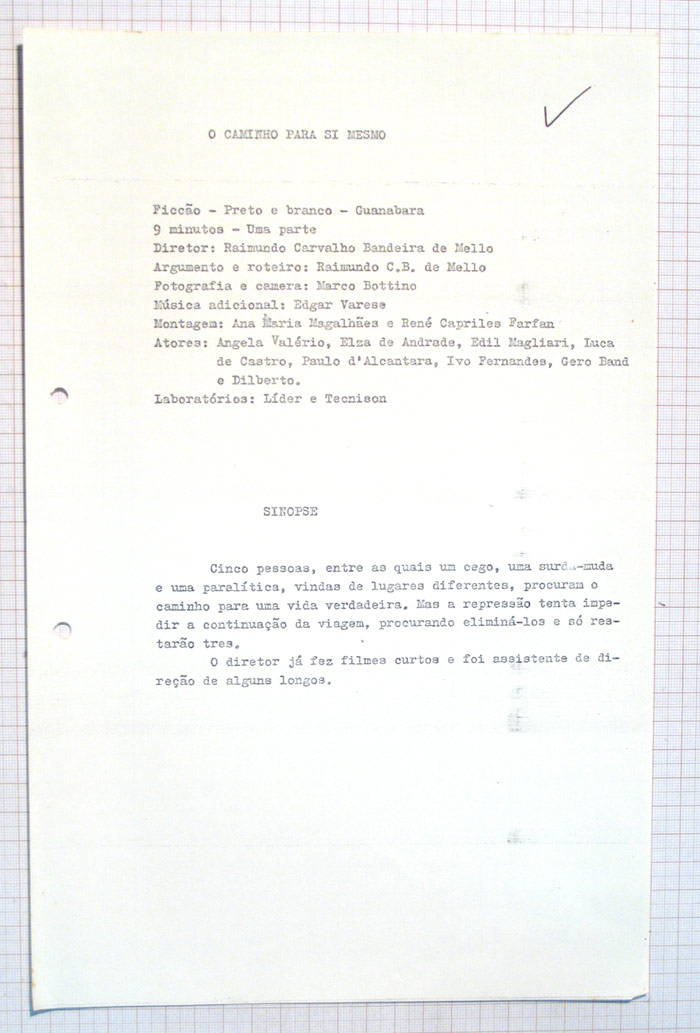 O CAMINHO PARA SI MESMO
Ficcão - Preto e branco - Guanabara
9 minutos - Uma parte
Diretor: Raimundo Carvalho Bandeira de Mello
Argumento e roteiro: Raimundo C.B. de Mello
Fotografia e camera: Marco Bottino
Música adicional: Edgar Varese
Montagem: Ana Maria Magalhães e René Capriles Farfan
Atores: Angela Valério, Elza de Andrade, Edil Magliari, Luca
de Castro, Paulo d'Alcantara, Ivo Fernandes, Gero Band
e Dilberto.
Laboratórios: Líder e Tecnison
SINOPSE
Cinco pessoas, entre as quais um cego, uma surda-muda
e uma paralítica, vindas de lugares diferentes, procuram o
caminho para uma vida verdadeira. Mas a repressão tenta impe-
dir a continuação da viagem, procurando eliminá-los e só res-
tarão tres.
O diretor já fez filmes curtos e foi assistente de di-
reção de alguns longos.